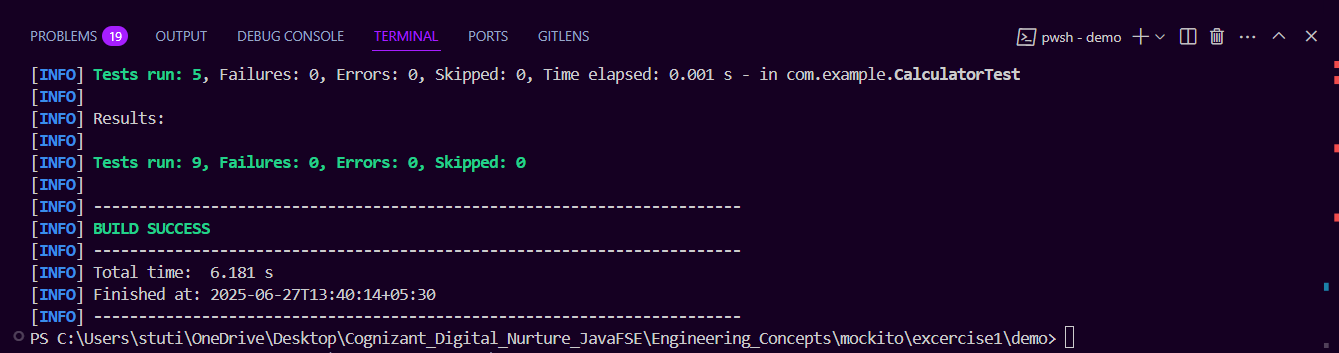 PROBLEMS 19 OUTPUT DEBUG CONSOLE TERMINAL PORTS GITLENS pwsh - demo
[INFO] Tests run: 5, Failures: 0, Errors: 0, Skipped: 0, Time elapsed: 0.001 s - in com.example.CalculatorTest
[INFO]
[INFO] Results:
[INFO]
[INFO] Tests run: 9, Failures: 0, Errors: 0, Skipped: 0
[INFO]
[INFO] ------------------------------------------------------------------------
[INFO] BUILD SUCCESS
[INFO] ------------------------------------------------------------------------
[INFO] Total time:  6.181 s
[INFO] Finished at: 2025-06-27T13:40:14+05:30
[INFO] ------------------------------------------------------------------------
PS C:\Users\stuti\OneDrive\Desktop\Cognizant_Digital_Nurture_JavaFSE\Engineering_Concepts\mockito\excercise1\demo>